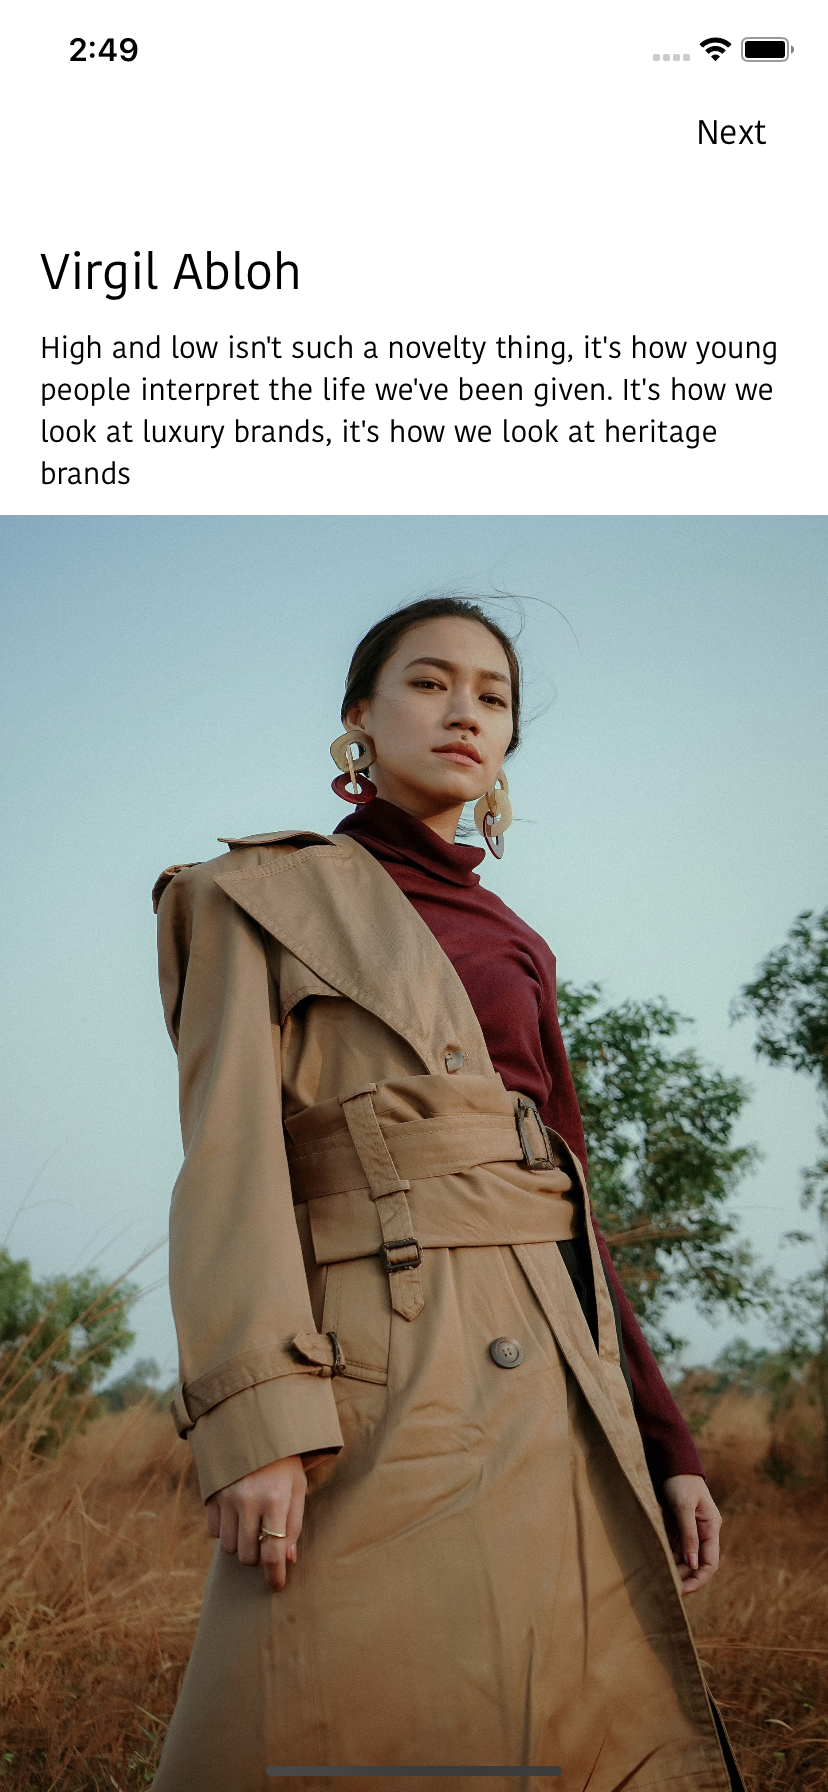 2:49
Next
Virgil Abloh
High and low isn't such a novelty thing, it's how young
people interpret the life we've been given. It's how we
look at luxury brands, it's how we look at heritage
brands